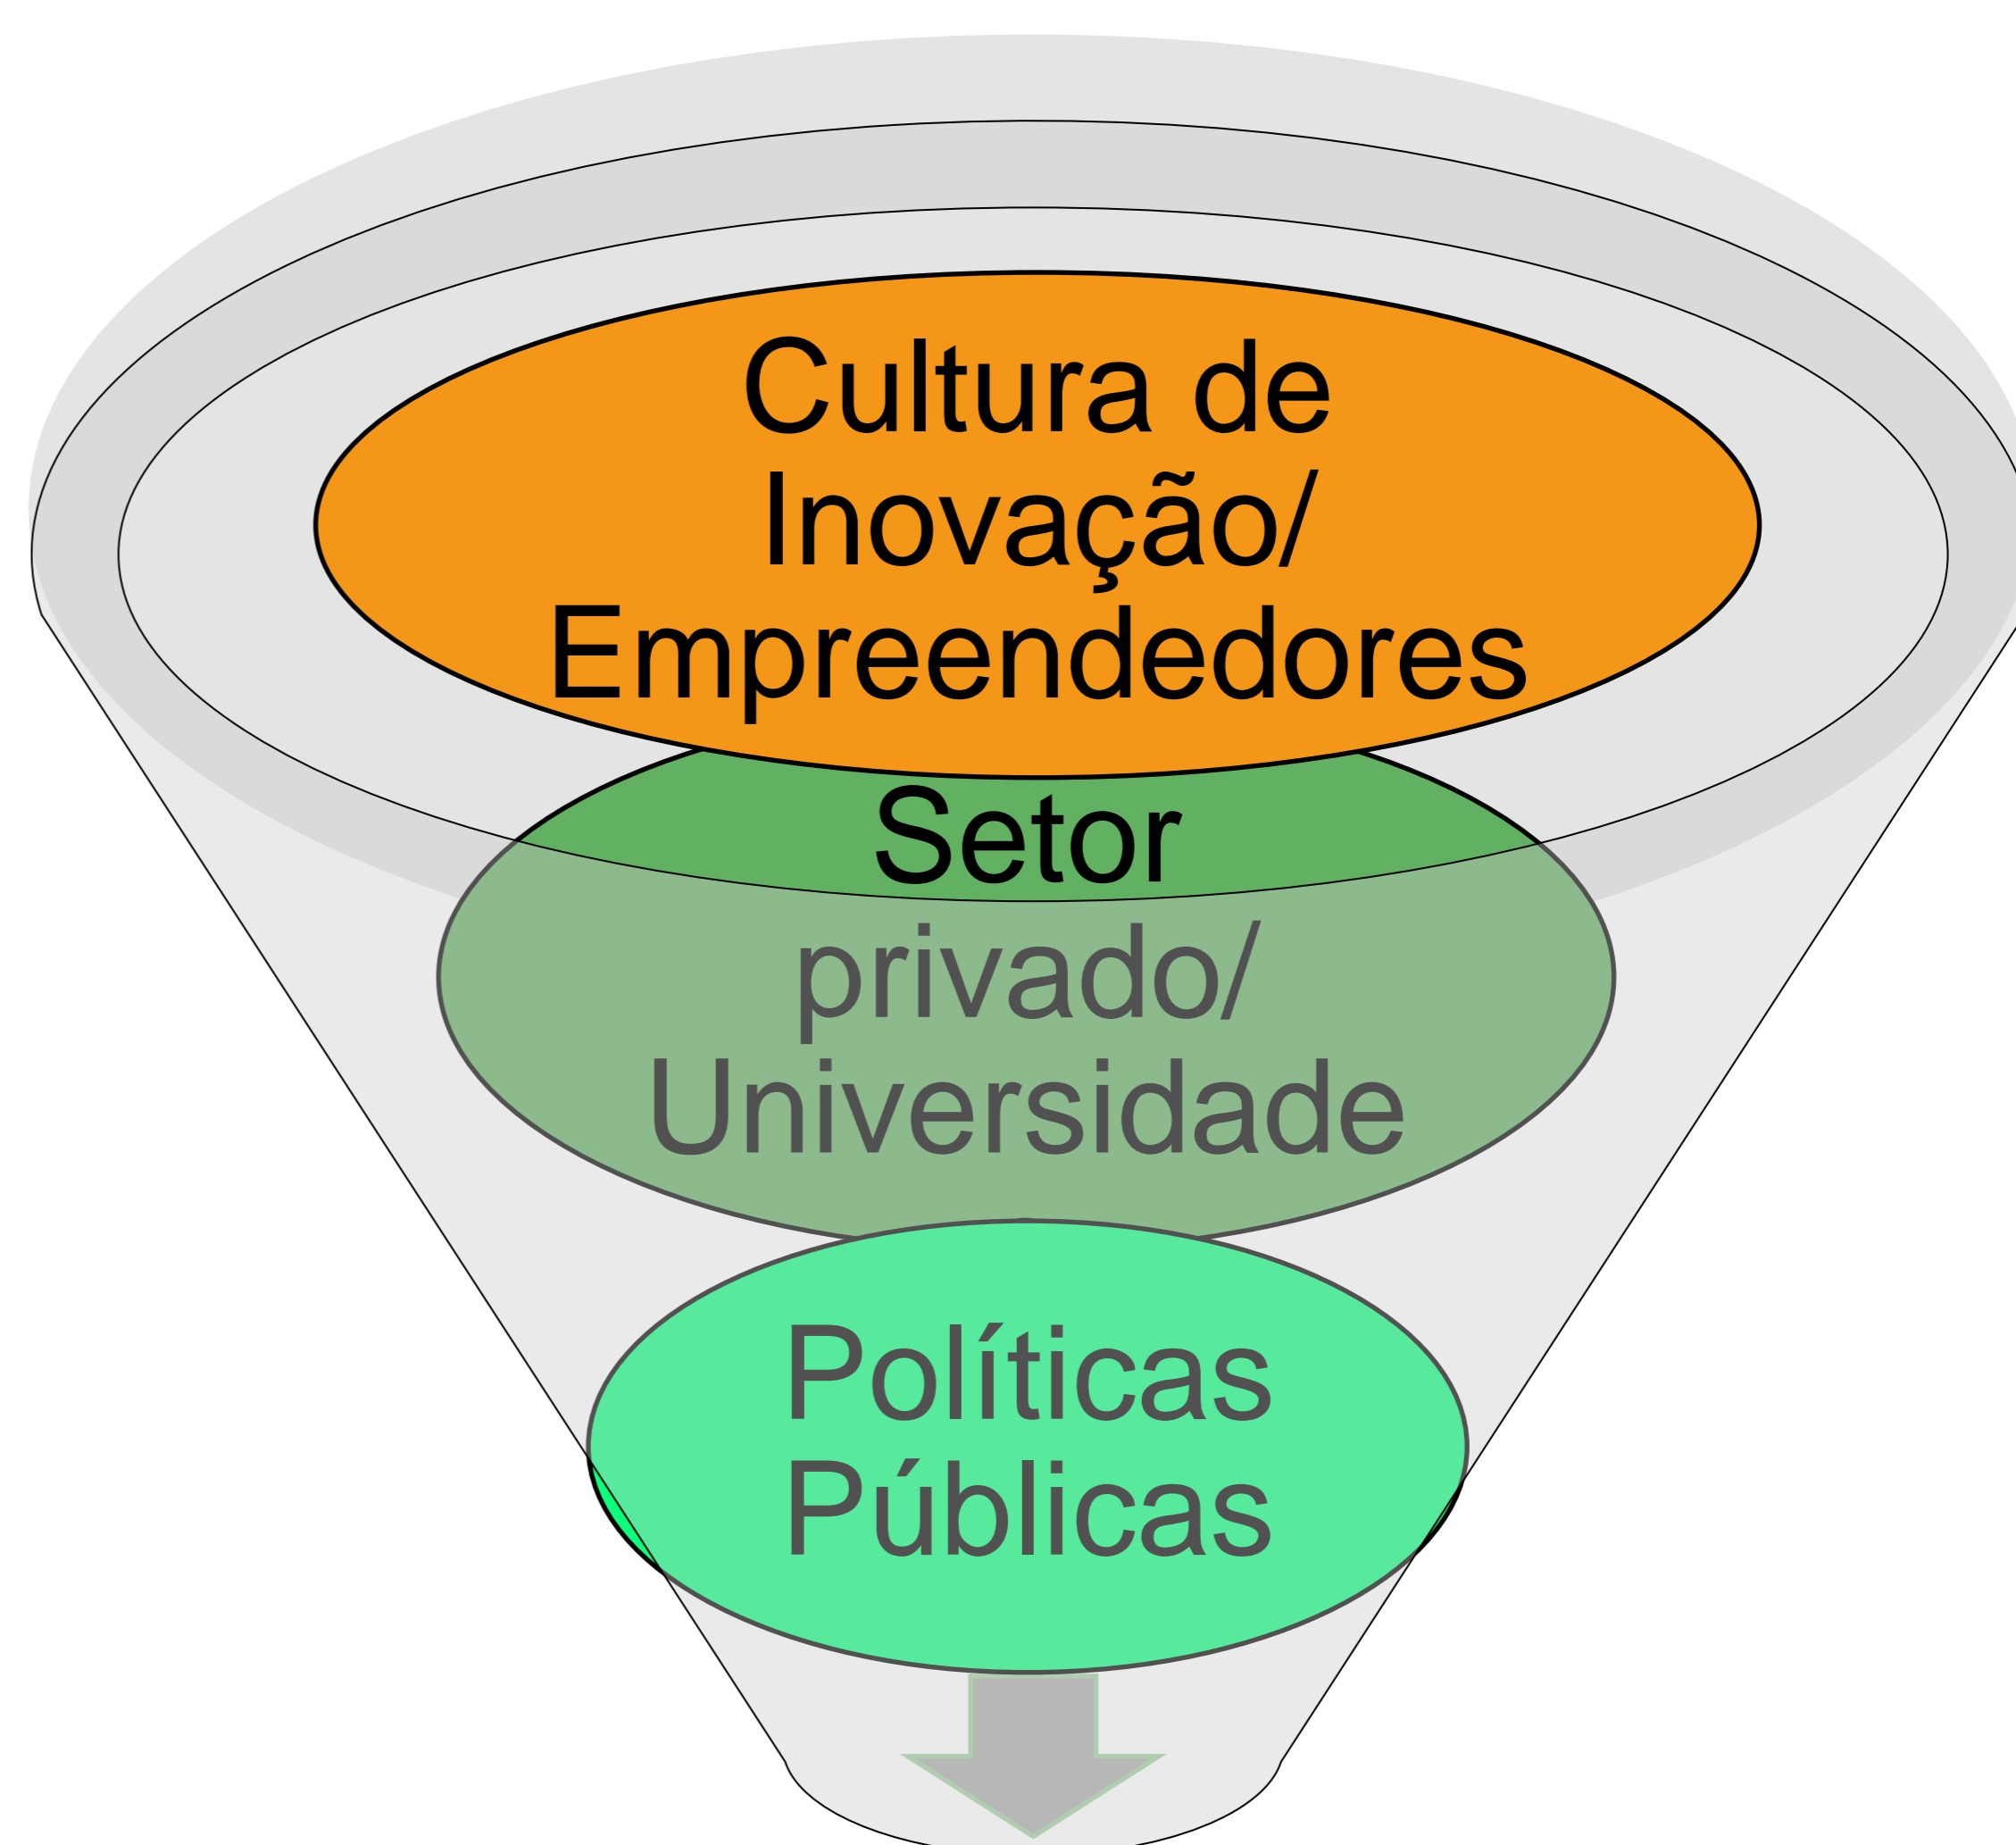 Cultura de
Inovação/
Empreendedores
Setor
privado/
Universidade
Políticas
Públicas